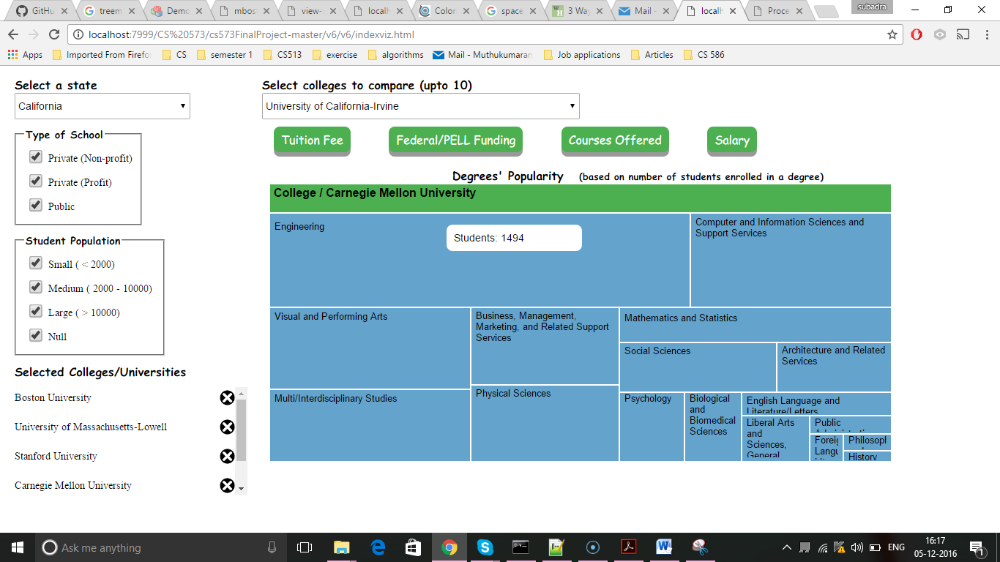 GitHu
treem
Demo
mbos
view-
localh
Color
space
3 Way
Mail -
localh
Proce
subadra
localhost:7999/CS%20573/cs573FinalProject-master/v6/v6/indexviz.html
Apps Imported From Firefo CS semester 1 CS513 exercise algorithms Mail - Muthukumaran Job applications Articles CS 586
Select a state
California
Select colleges to compare (upto 10)
University of California-Irvine
Type of School
Private (Non-profit)
Private (Profit)
Public
Student Population
Small ( < 2000)
Medium ( 2000 - 10000)
Large ( > 10000)
Null
Selected Colleges/Universities
Boston University
University of Massachusetts-Lowell
Stanford University
Carnegie Mellon University
Tuition Fee
Federal/PELL Funding
Courses Offered
Salary
Degrees' Popularity (based on number of students enrolled in a degree)
College / Carnegie Mellon University
Engineering
Students: 1494
Computer and Information Sciences and
Support Services
Visual and Performing Arts
Business, Management,
Marketing, and Related Support
Services
Mathematics and Statistics
Social Sciences
Architecture and Related
Services
Multi/Interdisciplinary Studies
Physical Sciences
Psychology
Biological
and
Biomedical
Sciences
English Language and
Literature/Letters
Liberal Arts
and
Sciences,
General
Public
Foreig
Langu
Philosoph
History
Ask me anything
ENG
16:17
05-12-2016
1